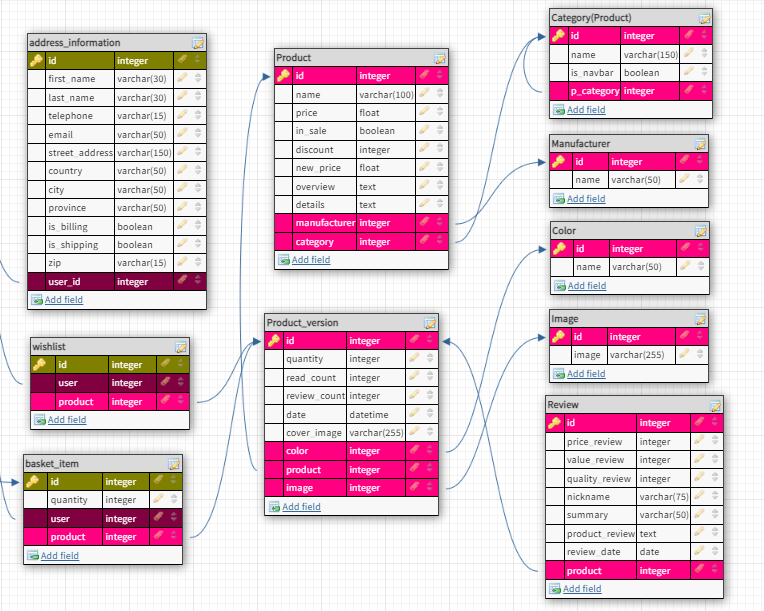 address_information
id integer
first_name varchar(30)
last_name varchar(30)
telephone varchar(15)
email varchar(50)
street_address varchar(150)
country varchar(50)
city varchar(50)
province varchar(50)
is_billing boolean
is_shipping boolean
zip varchar(15)
user_id integer
Add field
wishlist
id integer
user integer
product integer
Add field
basket_item
id integer
quantity integer
user integer
product integer
Add field
Product
id integer
name varchar(100)
price float
in_sale boolean
discount integer
new_price float
overview text
details text
manufacturer integer
category integer
Add field
Product_version
id integer
quantity integer
read_count integer
review_count integer
date datetime
cover_image varchar(255)
color integer
product integer
image integer
Add field
Category(Product)
id integer
name varchar(150)
is_navbar boolean
p_category integer
Add field
Manufacturer
id integer
name varchar(50)
Add field
Color
id integer
name varchar(50)
Add field
Image
id integer
image varchar(255)
Add field
Review
id integer
price_review integer
value_review integer
quality_review integer
nickname varchar(75)
summary varchar(50)
product_review text
review_date date
product integer
Add field